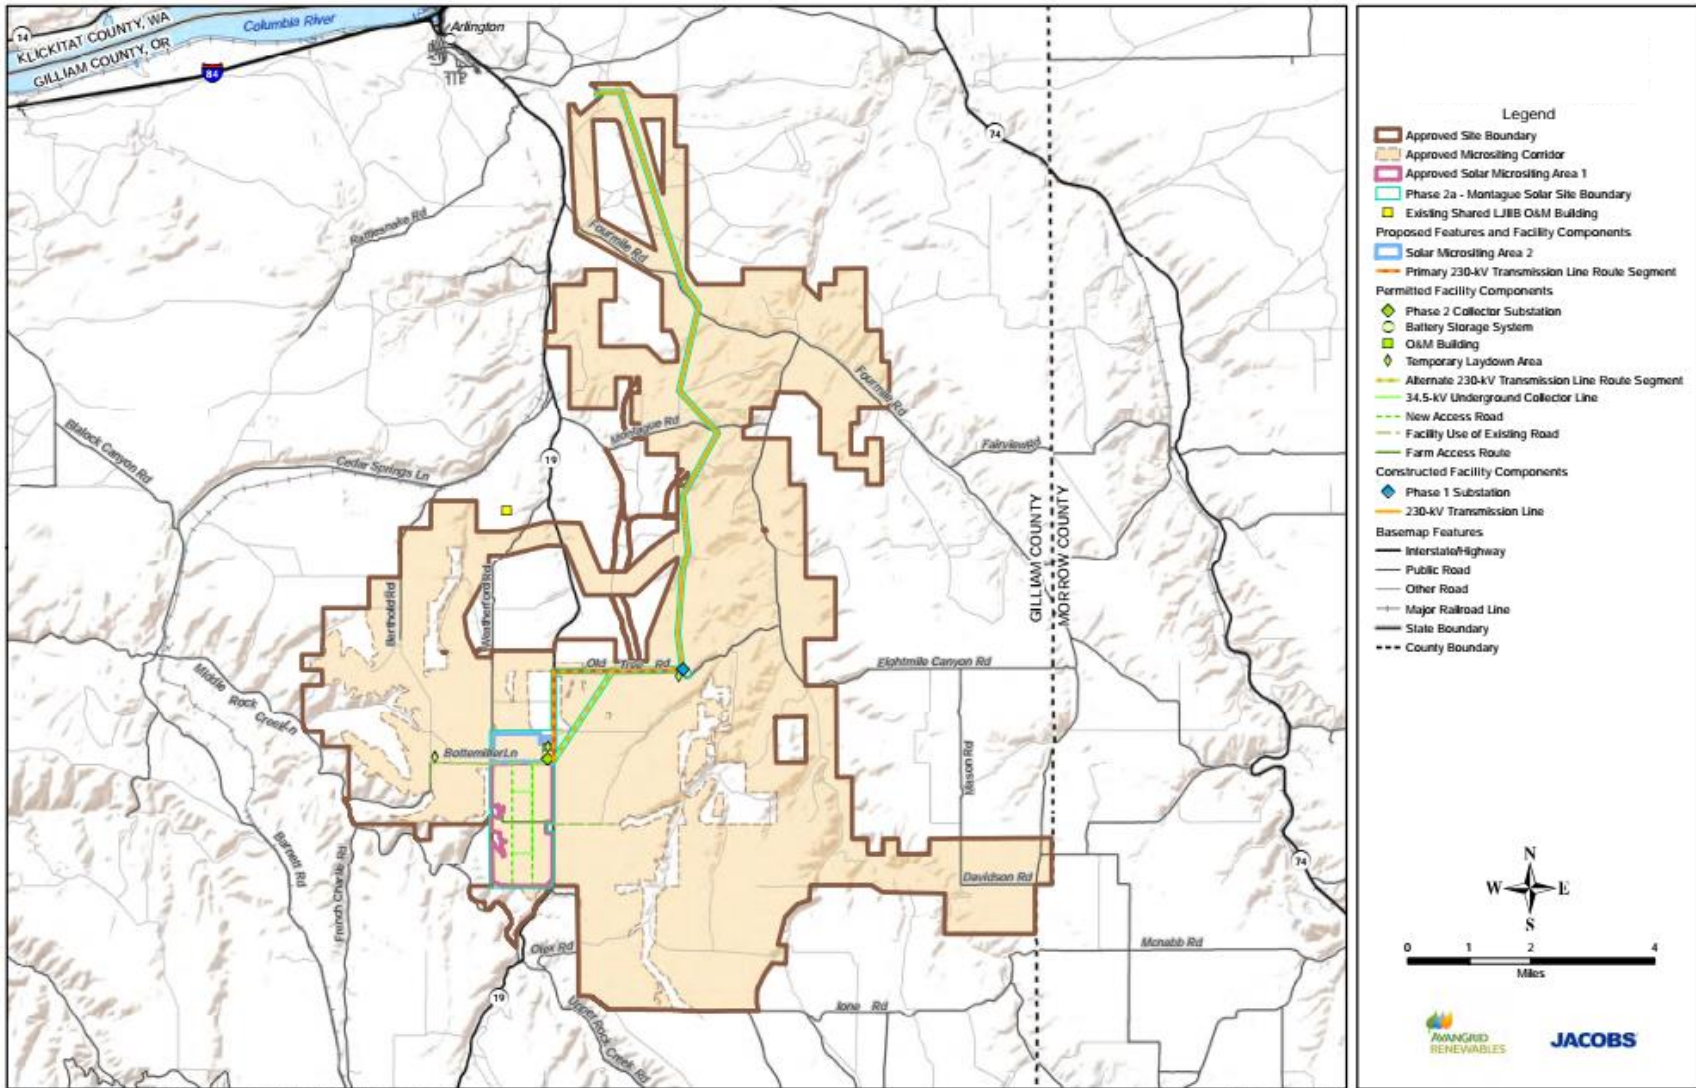 14
KLICKITAT COUNTY, WA
GILLIAM COUNTY, OR
Columbia River
84
Arlington
74
Rattlesnake Rd
Fourmile Rd
Blalock Canyon Rd
Cedar Springs Ln
Montague Rd
19
Fourmile Rd
Fairview Rd
GILLIAM COUNTY
MORROW COUNTY
Berthold Rd
Weatherford Rd
Old Tree Rd
Eightmile Canyon Rd
Middle Rock Creek Ln
Bottemiller Ln
Mason Rd
Barnett Rd
French Charlie Rd
Davidson Rd
74
Olex Rd
Mcnabb Rd
19
Upper Rock Creek Rd
Ione Rd
Legend
Approved Site Boundary
Approved Micrositing Corridor
Approved Solar Micrositing Area 1
Phase 2a - Montague Solar Site Boundary
Existing Shared LJIIB O&M Building
Proposed Features and Facility Components
Solar Micrositing Area 2
Primary 230-kV Transmission Line Route Segment
Permitted Facility Components
Phase 2 Collector Substation
Battery Storage System
O&M Building
Temporary Laydown Area
Alternate 230-kV Transmission Line Route Segment
34.5-kV Underground Collector Line
New Access Road
Facility Use of Existing Road
Farm Access Route
Constructed Facility Components
Phase 1 Substation
230-kV Transmission Line
Basemap Features
Interstate/Highway
Public Road
Other Road
Major Railroad Line
State Boundary
County Boundary
N
W E
S
0 1 2 4
Miles
AVANGRID
RENEWABLES
JACOBS